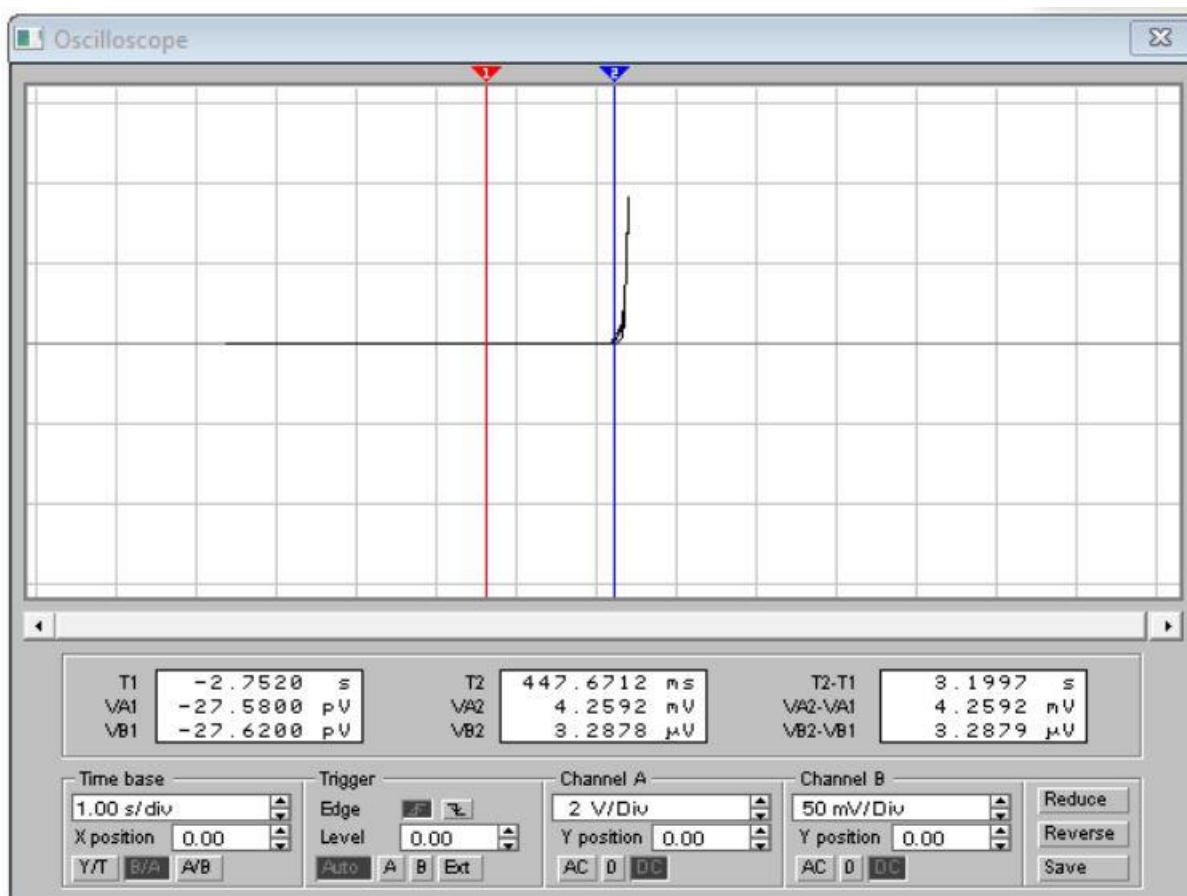 Oscilloscope
1 2
T1 -2.7520 s T2 447.6712 ms T2-T1 3.1997 s
VA1 -27.5800 pV VA2 4.2592 mV VA2-VA1 4.2592 mV
VB1 -27.6200 pV VB2 3.2878 µV VB2-VB1 3.2879 µV
Time base Trigger Channel A Channel B
1.00 s/div Edge 2 V/Div 50 mV/Div Reduce
X position 0.00 Level 0.00 Y position 0.00 Y position 0.00 Reverse
Y/T B/A A/B Auto A B Ext AC 0 DC AC 0 DC Save